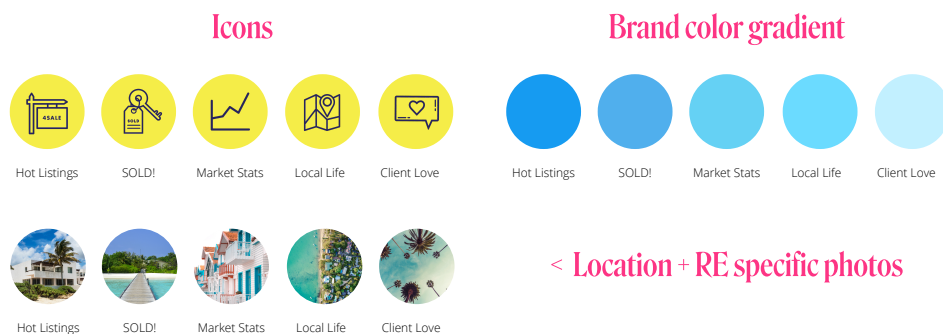 Icons
Brand color gradient
4SALE
SOLD
Hot Listings SOLD! Market Stats Local Life Client Love
Hot Listings SOLD! Market Stats Local Life Client Love
< Location + RE specific photos
Hot Listings SOLD! Market Stats Local Life Client Love